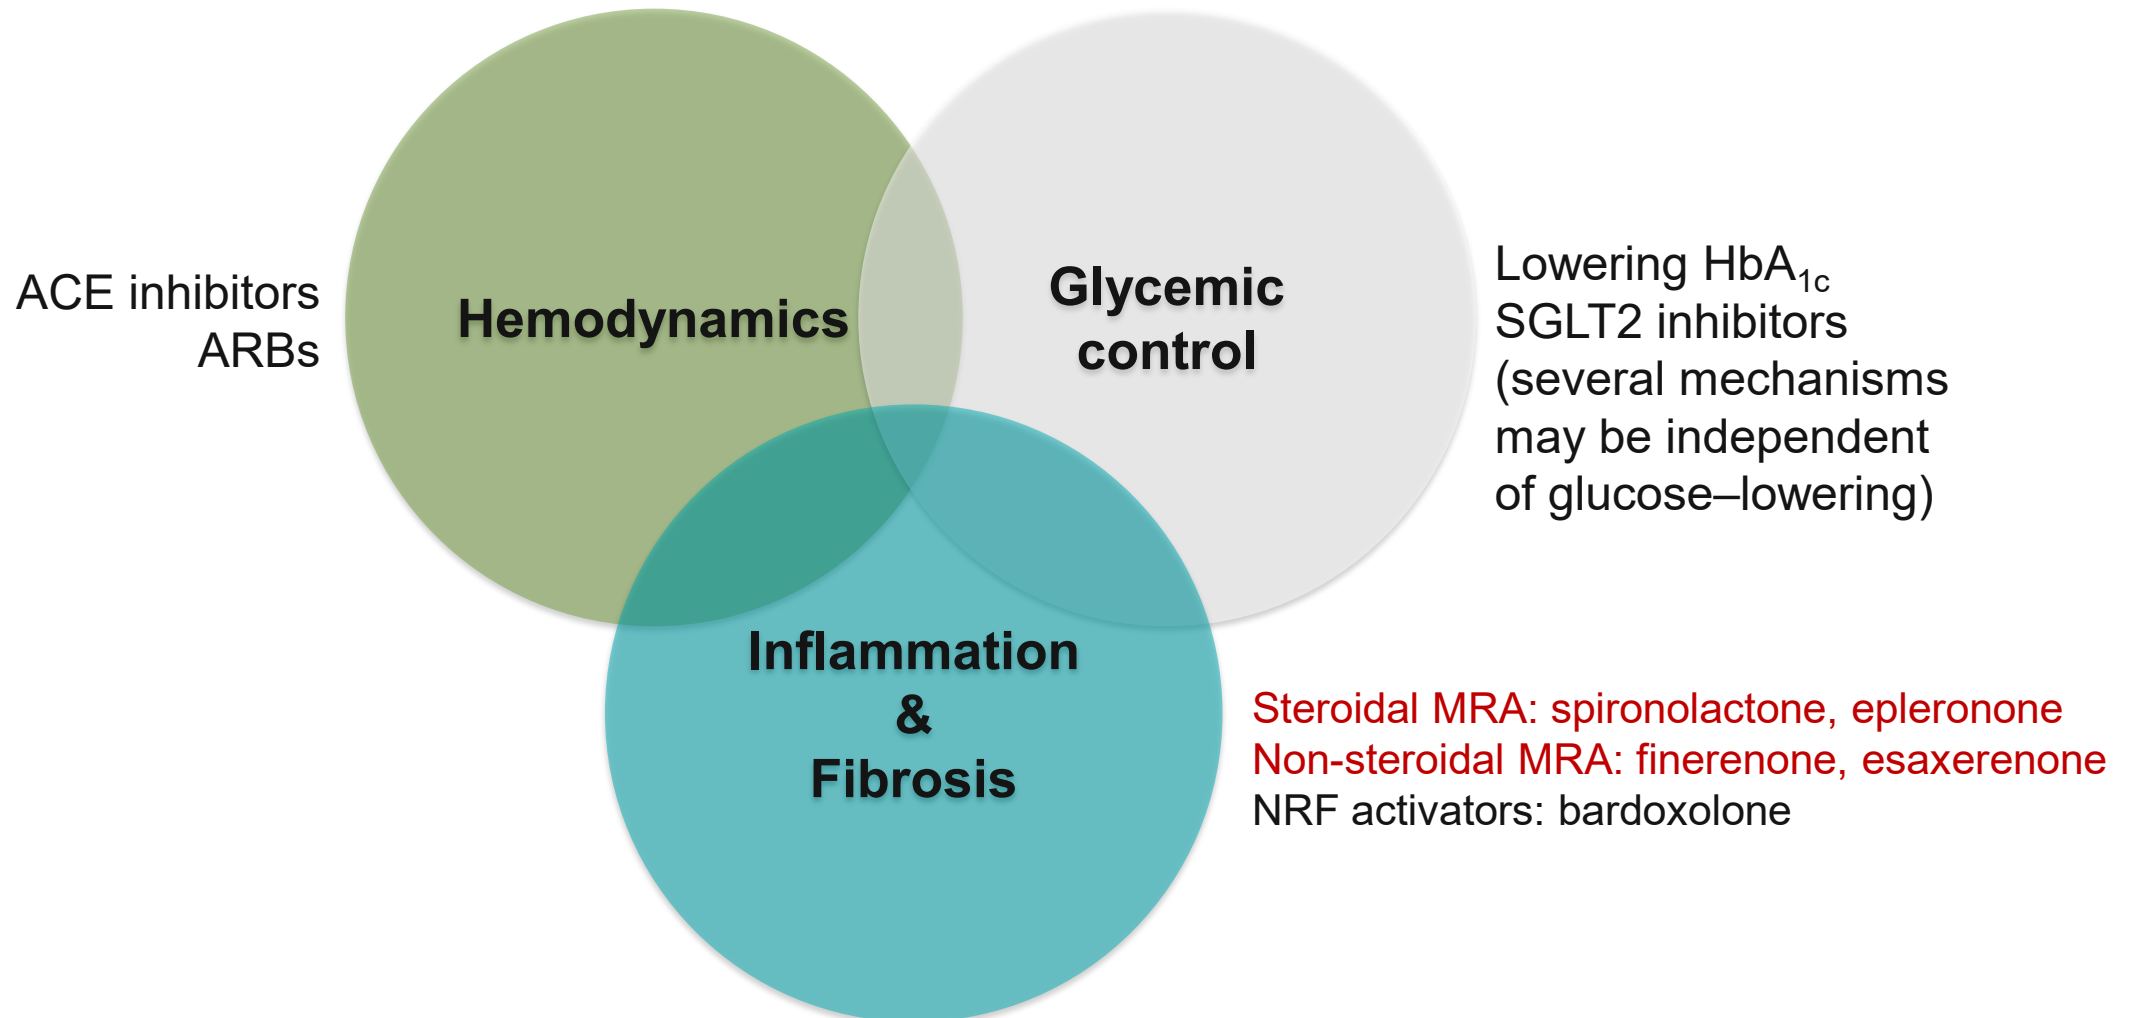 ACE inhibitors
ARBs
Hemodynamics
Glycemic
control
Lowering HbA1c
SGLT2 inhibitors
(several mechanisms
may be independent
of glucose–lowering)
Inflammation
&
Fibrosis
Steroidal MRA: spironolactone, epleronone
Non-steroidal MRA: finerenone, esaxerenone
NRF activators: bardoxolone